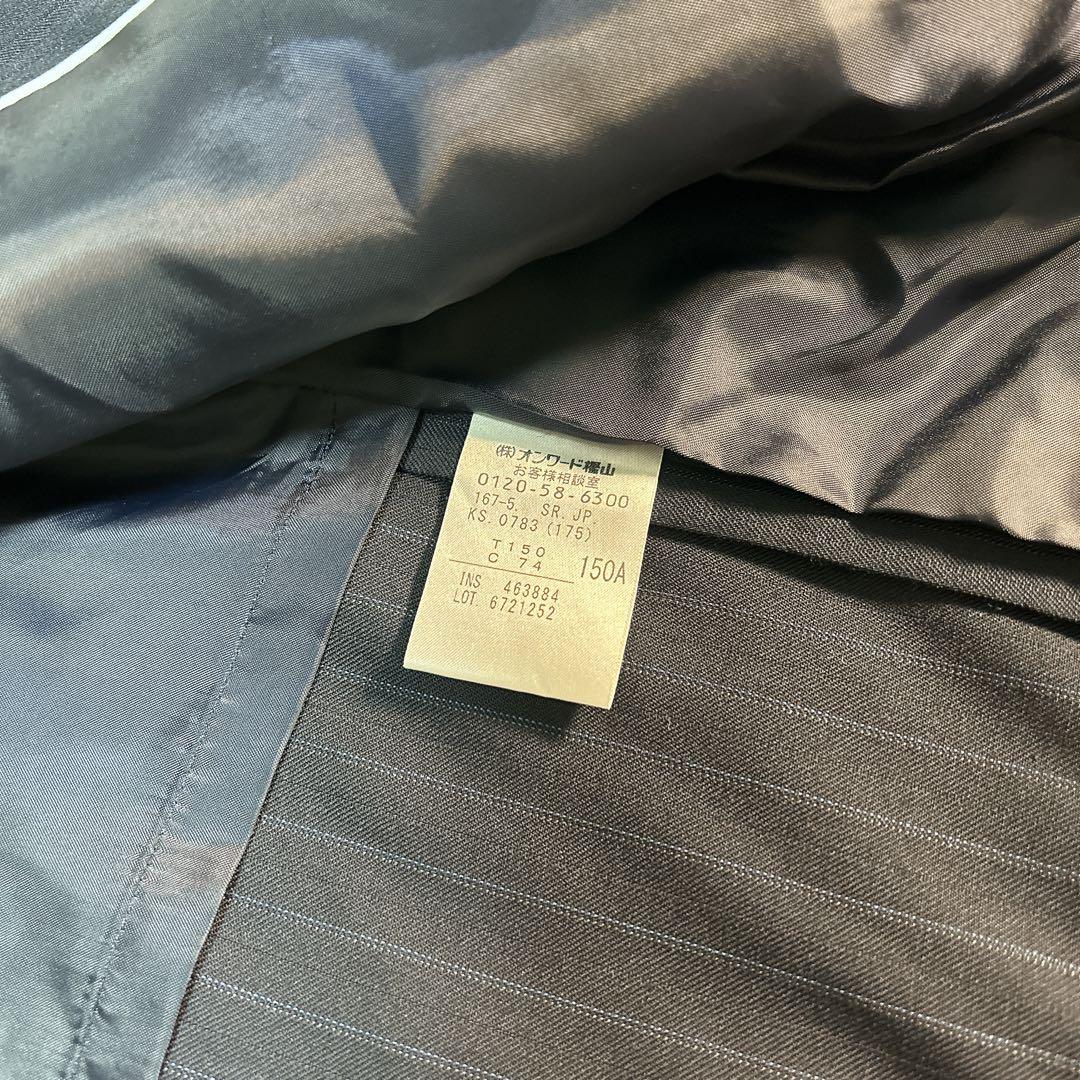 (株)オンワード樫山
お客様相談室
0120-58-6300
167-5. SR. JP.
KS. 0783 (175)
T150
C 74
150A
INS 463884
LOT. 6721252